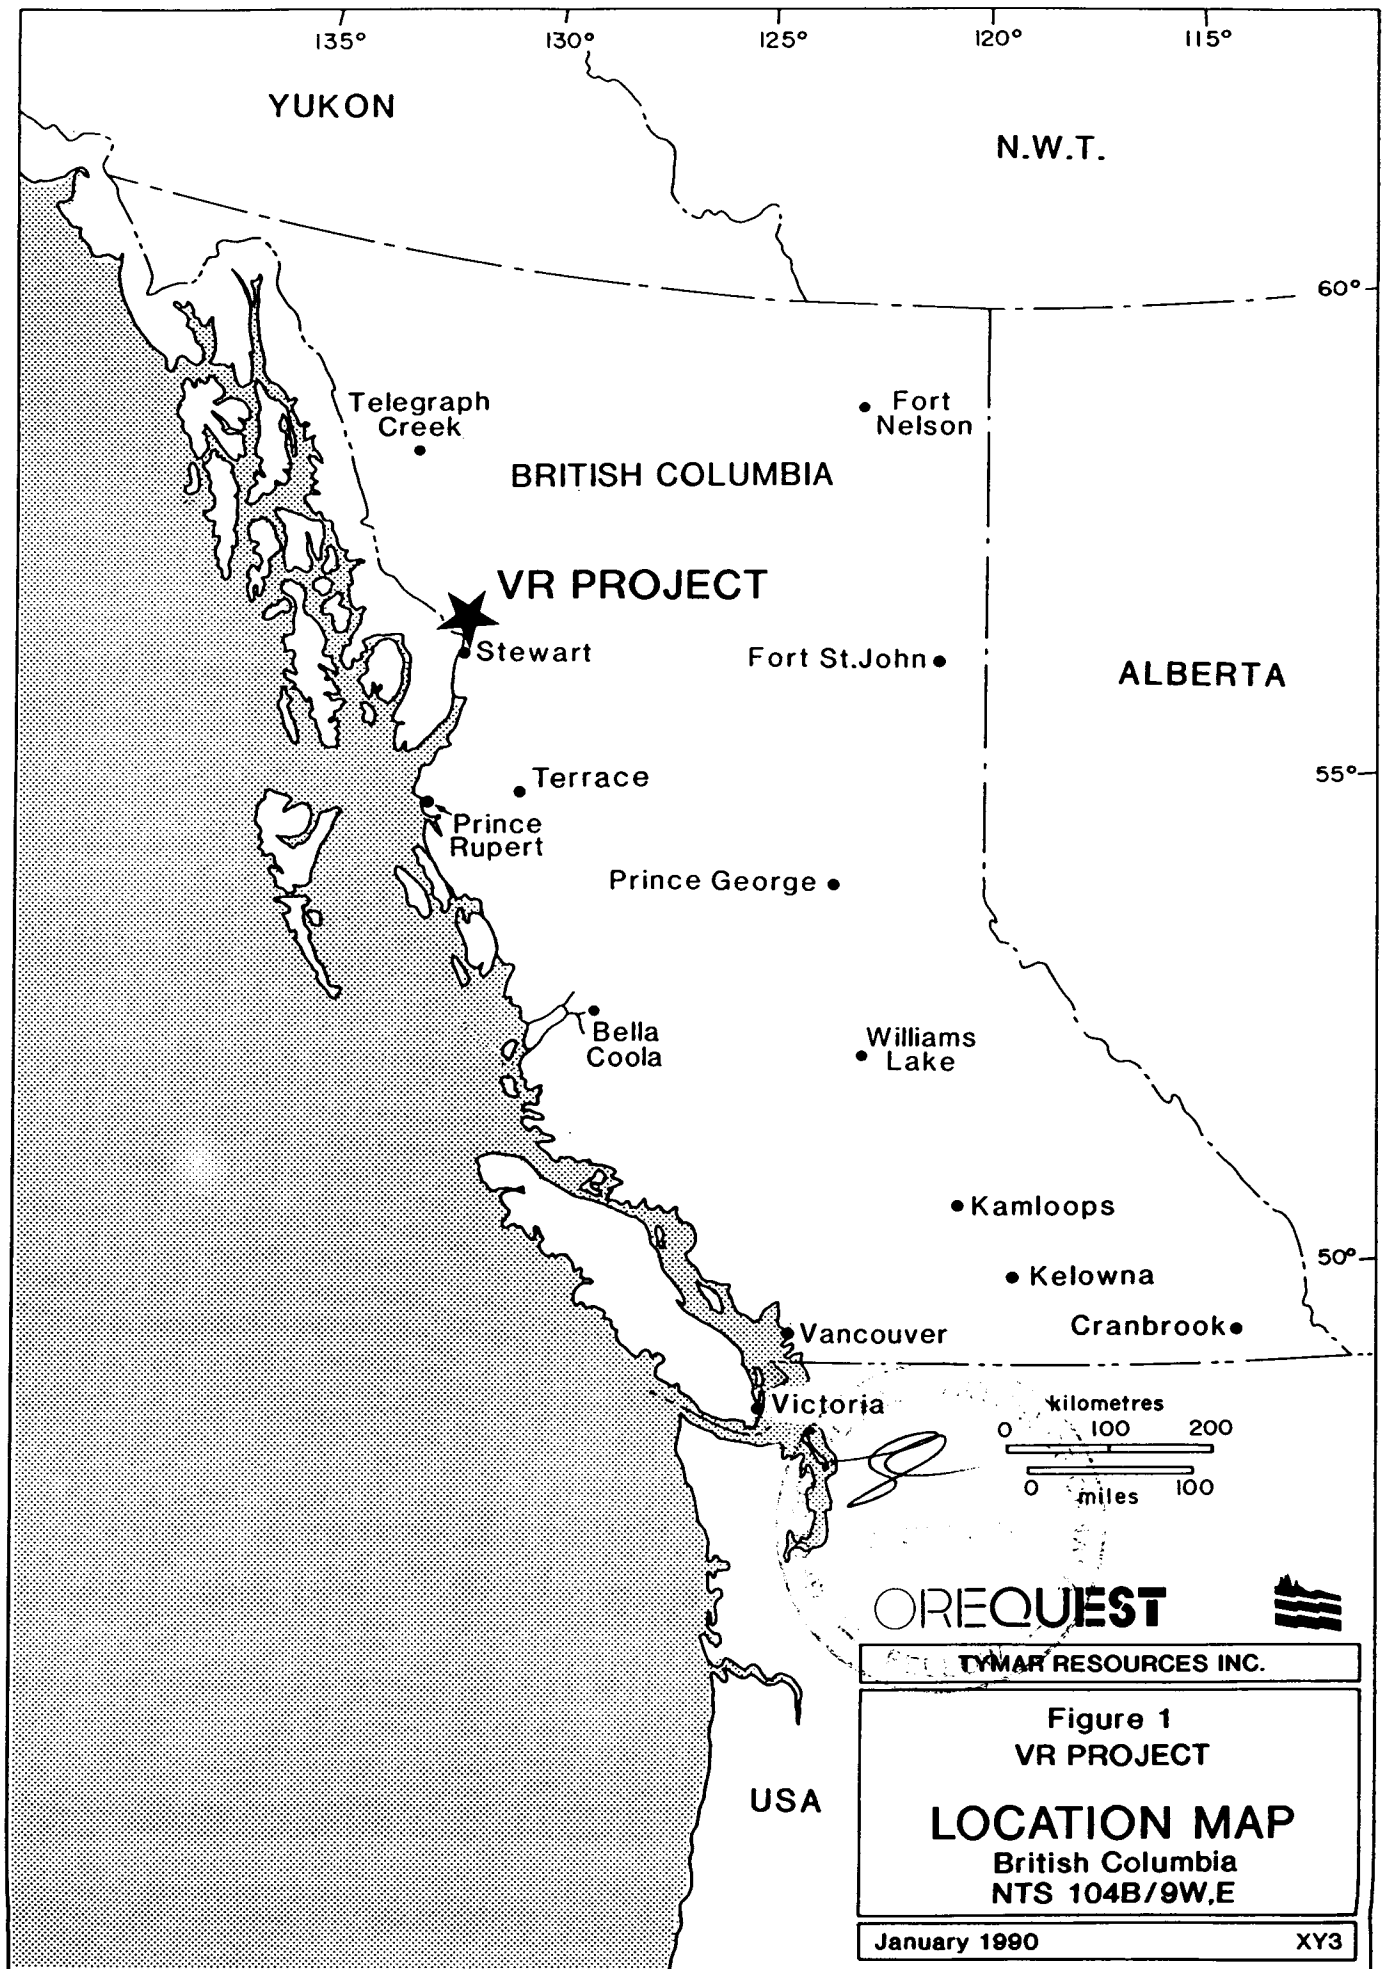 135° 130° 125° 120° 115°
YUKON
N.W.T.
60°
Telegraph
Creek
Fort
Nelson
BRITISH COLUMBIA
VR PROJECT
Stewart
Fort St. John
ALBERTA
55°
Terrace
Prince
Rupert
Prince George
Bella
Coola
Williams
Lake
Kamloops
50°
Kelowna
Cranbrook
Vancouver
Victoria
kilometres
0 100 200
0 100
miles
OREQUEST
TYMAR RESOURCES INC.
Figure 1
VR PROJECT
USA
LOCATION MAP
British Columbia
NTS 104B/9W,E
January 1990 XY3